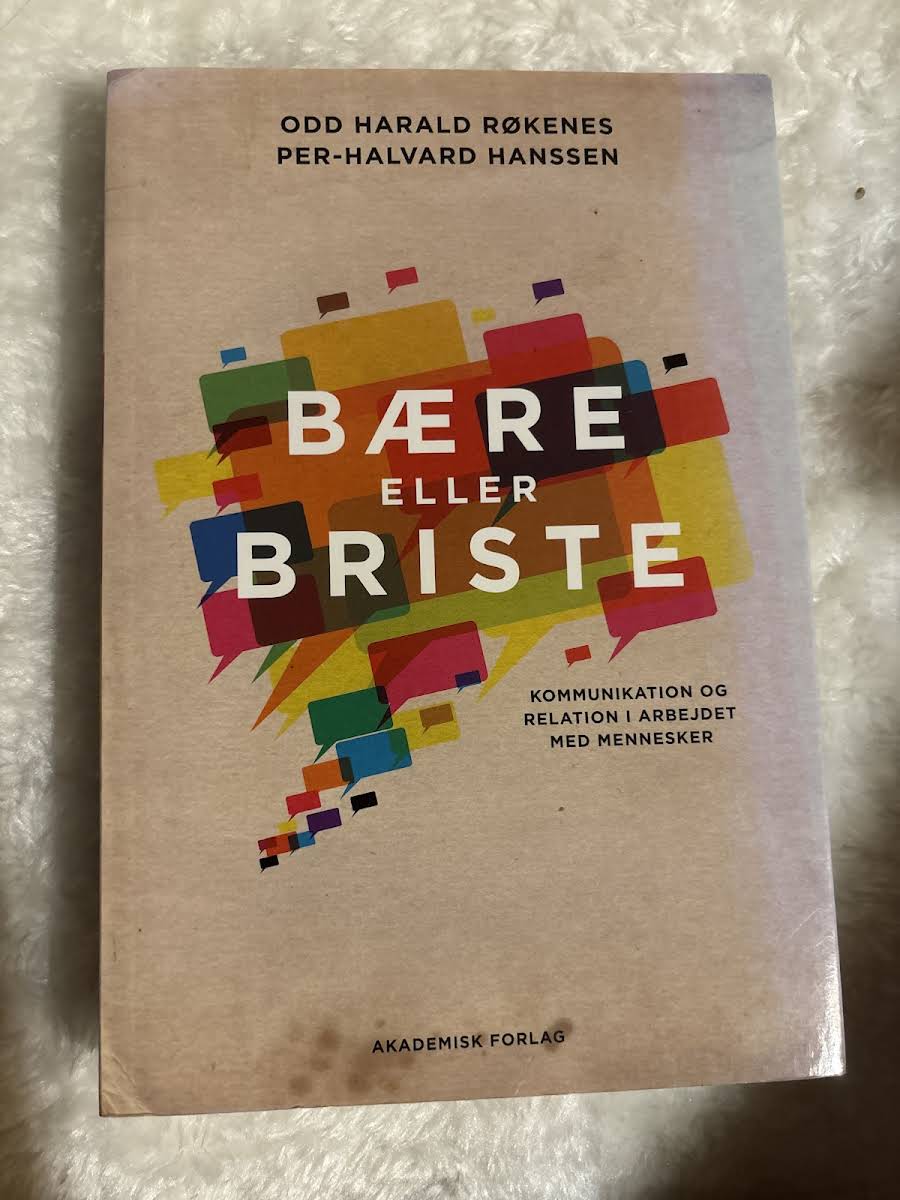 ODD HARALD RØKENES
PER-HALVARD HANSSEN
BÆRE
ELLER
BRISTE
KOMMUNIKATION OG
RELATION I ARBEJDET
MED MENNESKER
AKADEMISK FORLAG